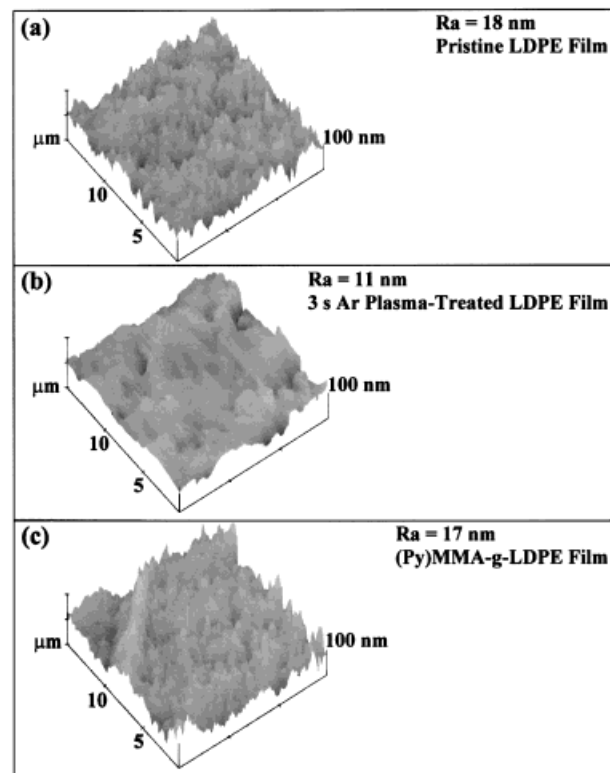 (a)
Ra = 18 nm
Pristine LDPE Film
μm
100 nm
10
5
(b)
Ra = 11 nm
3 s Ar Plasma-Treated LDPE Film
μm
100 nm
10
5
(c)
Ra = 17 nm
(Py)MMA-g-LDPE Film
μm
100 nm
10
5